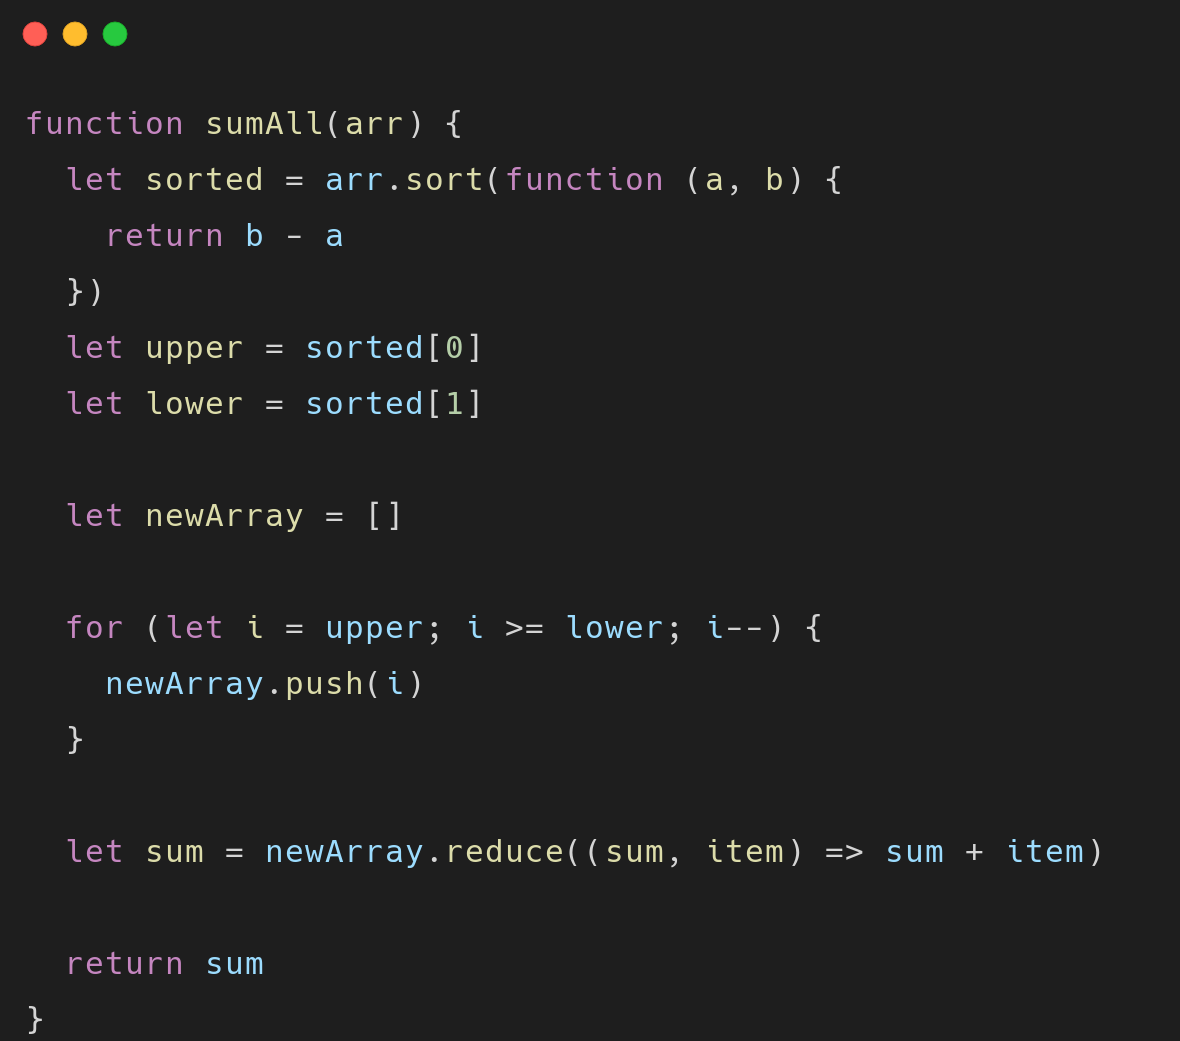 function sumAll(arr) {
  let sorted = arr.sort(function (a, b) {
    return b - a
  })
  let upper = sorted[0]
  let lower = sorted[1]

  let newArray = []

  for (let i = upper; i >= lower; i--) {
    newArray.push(i)
  }

  let sum = newArray.reduce((sum, item) => sum + item)

  return sum
}